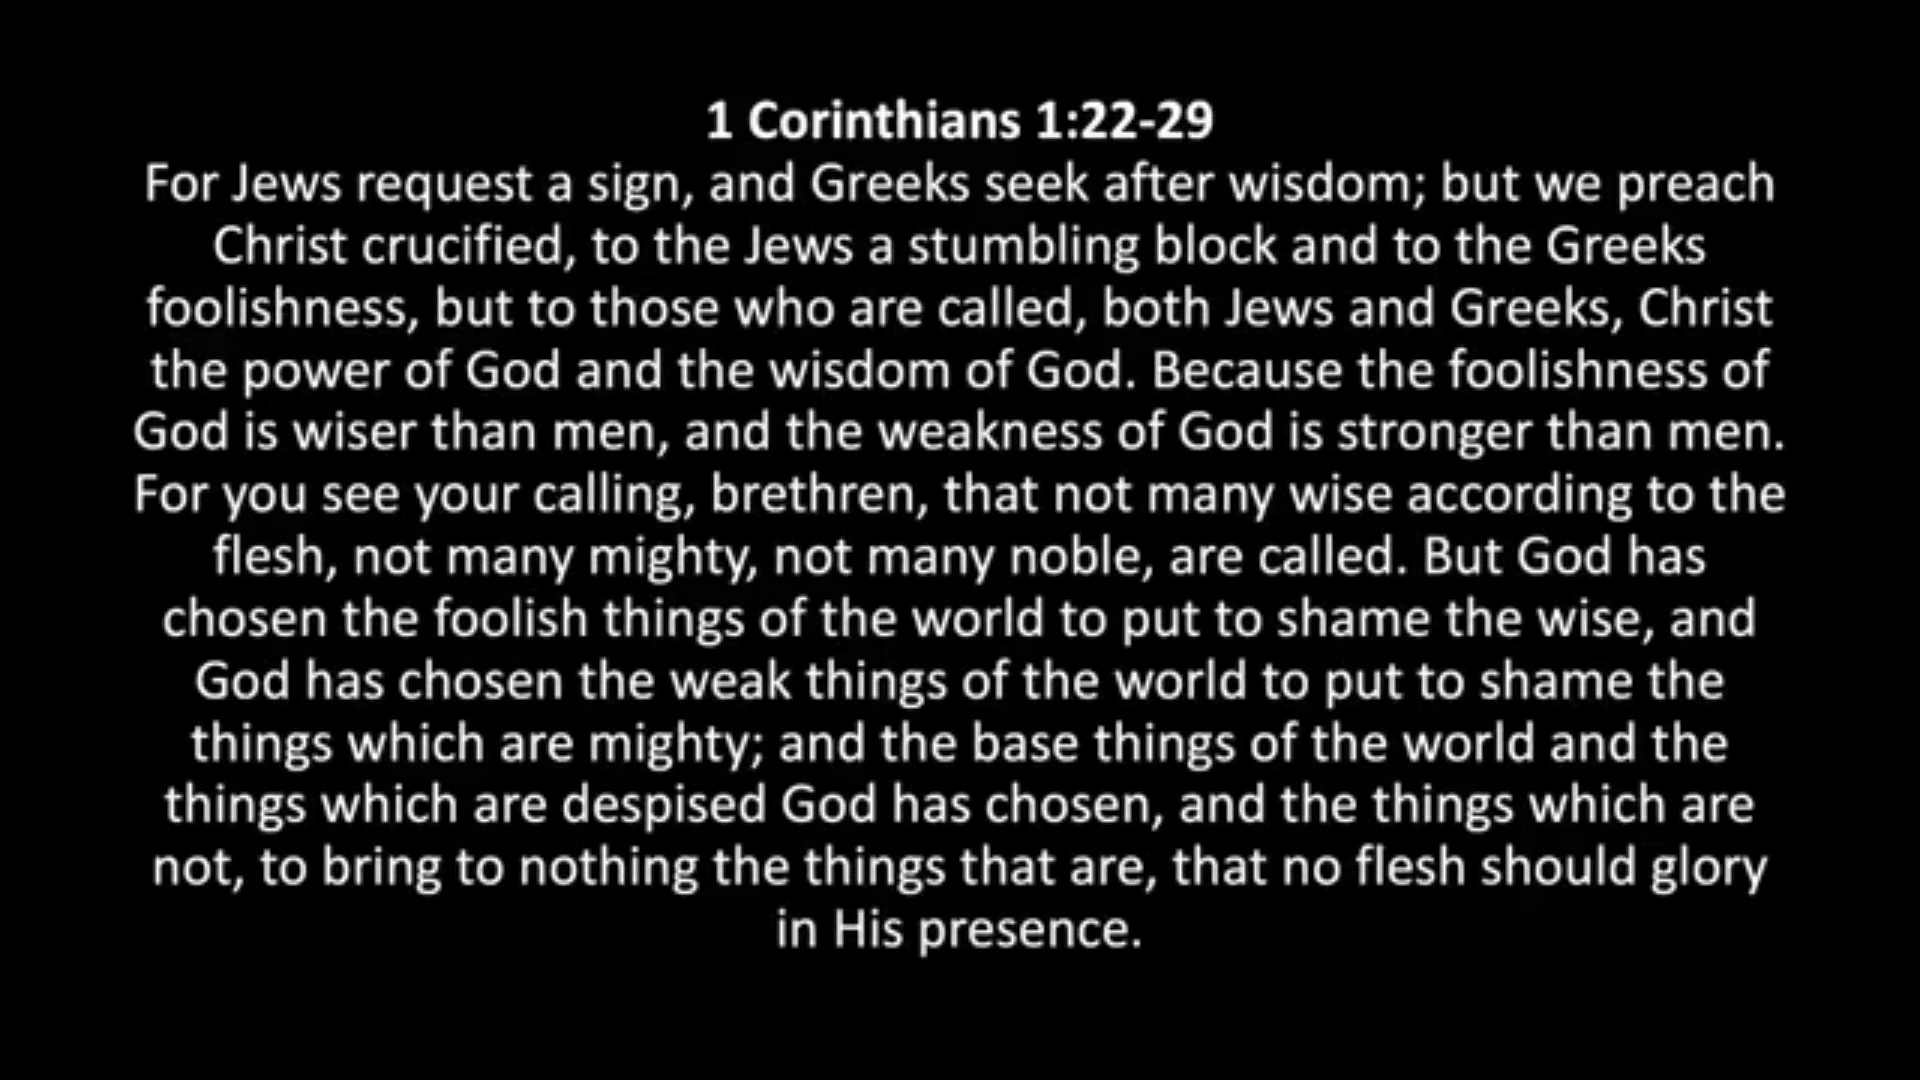 1 Corinthians 1:22-29
For Jews request a sign, and Greeks seek after wisdom; but we preach
Christ crucified, to the Jews a stumbling block and to the Greeks
foolishness, but to those who are called, both Jews and Greeks, Christ
the power of God and the wisdom of God. Because the foolishness of
God is wiser than men, and the weakness of God is stronger than men.
For you see your calling, brethren, that not many wise according to the
flesh, not many mighty, not many noble, are called. But God has
chosen the foolish things of the world to put to shame the wise, and
God has chosen the weak things of the world to put to shame the
things which are mighty; and the base things of the world and the
things which are despised God has chosen, and the things which are
not, to bring to nothing the things that are, that no flesh should glory
in His presence.